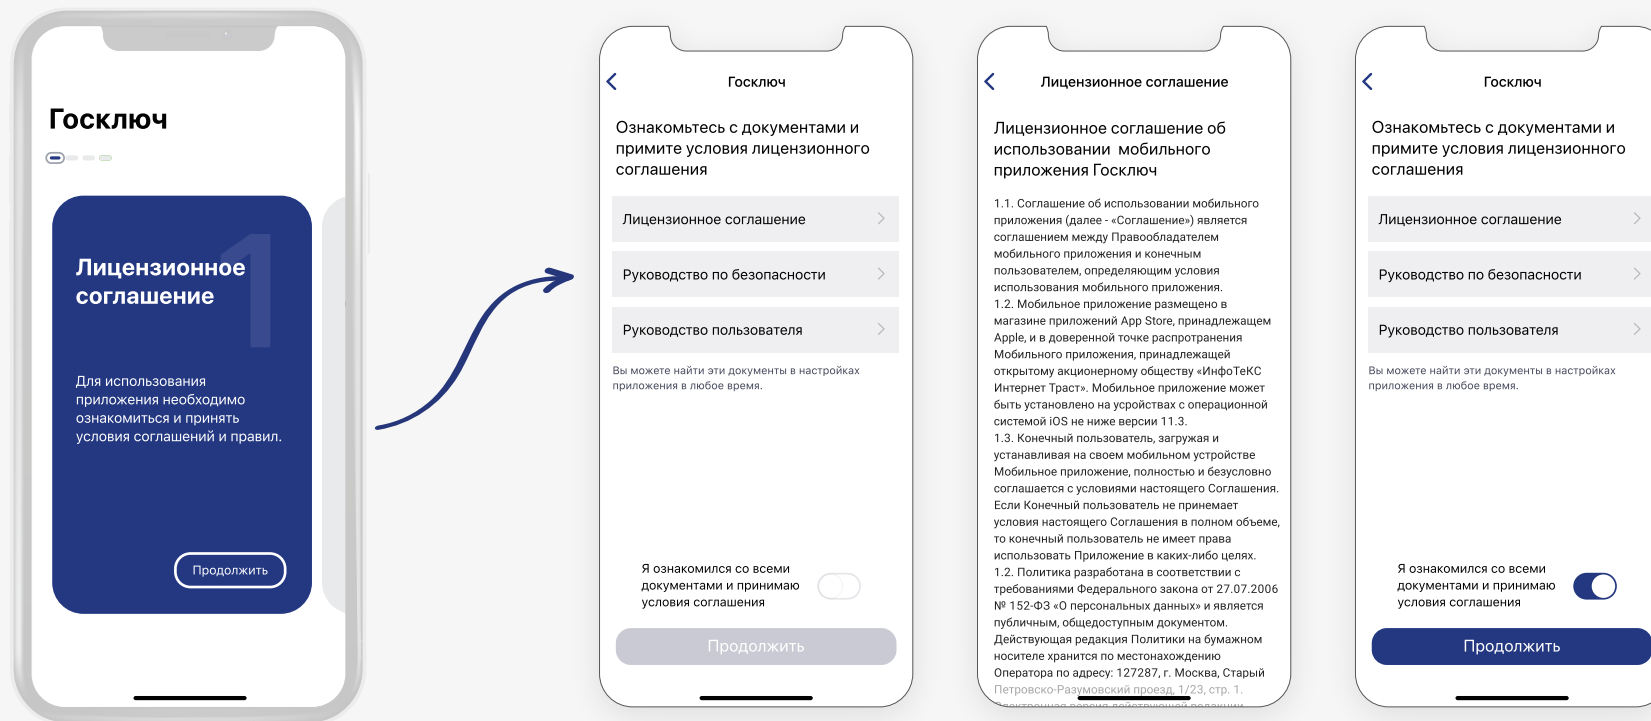 Госключ
1
Лицензионное
соглашение
Для использования
приложения необходимо
ознакомиться и принять
условия соглашений и правил.
Продолжить
Госключ
Ознакомьтесь с документами и
примите условия лицензионного
соглашения
Лицензионное соглашение
Руководство по безопасности
Руководство пользователя
Вы можете найти эти документы в настройках
приложения в любое время.
Я ознакомился со всеми
документами и принимаю
условия соглашения
Продолжить
Лицензионное соглашение
Лицензионное соглашение об
использовании мобильного
приложения Госключ
1.1. Соглашение об использовании мобильного
приложения (далее - «Соглашение») является
соглашением между Правообладателем
мобильного приложения и конечным
пользователем, определяющим условия
использования мобильного приложения.
1.2. Мобильное приложение размещено в
магазине приложений App Store, принадлежащем
Apple, и в доверенной точке распротранения
Мобильного приложения, принадлежащей
открытому акционерному обществу «ИнфоТеКС
Интернет Траст». Мобильное приложение может
быть установлено на усройствах с операционной
системой iOS не ниже версии 11.3.
1.3. Конечный пользователь, загружая и
устанавливая на своем мобильном устройстве
Мобильное приложение, полностью и безусловно
соглашается с условиями настоящего Соглашения.
Если Конечный пользователь не принемает
условия настоящего Соглашения в полном объеме,
то конечный пользователь не имеет права
использовать Приложение в каких-либо целях.
1.2. Политика разработана в соответствии с
требованиями Федерального закона от 27.07.2006
№ 152-ФЗ «О персональных данных» и является
публичным, общедоступным документом.
Действующая редакция Политики на бумажном
носителе хранится по местонахождению
Оператора по адресу: 127287, г. Москва, Старый
Петровско-Разумовский проезд, 1/23, стр. 1.
Электронная версия действующей редакции
Госключ
Ознакомьтесь с документами и
примите условия лицензионного
соглашения
Лицензионное соглашение
Руководство по безопасности
Руководство пользователя
Вы можете найти эти документы в настройках
приложения в любое время.
Я ознакомился со всеми
документами и принимаю
условия соглашения
Продолжить